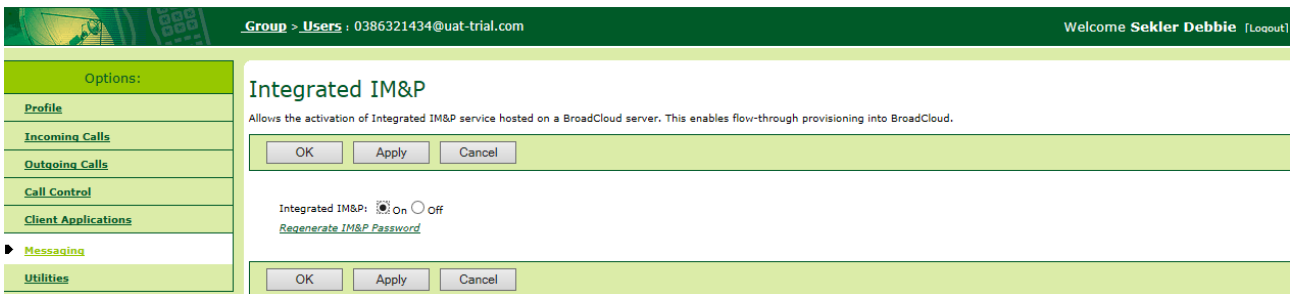 Group > Users : 0386321434@uat-trial.com
Welcome Sekler Debbie [Logout]
Options:
Profile
Incoming Calls
Outgoing Calls
Call Control
Client Applications
Messaging
Utilities
Integrated IM&P
Allows the activation of Integrated IM&P service hosted on a BroadCloud server. This enables flow-through provisioning into BroadCloud.
OK Apply Cancel
Integrated IM&P: On Off
Regenerate IM&P Password
OK Apply Cancel